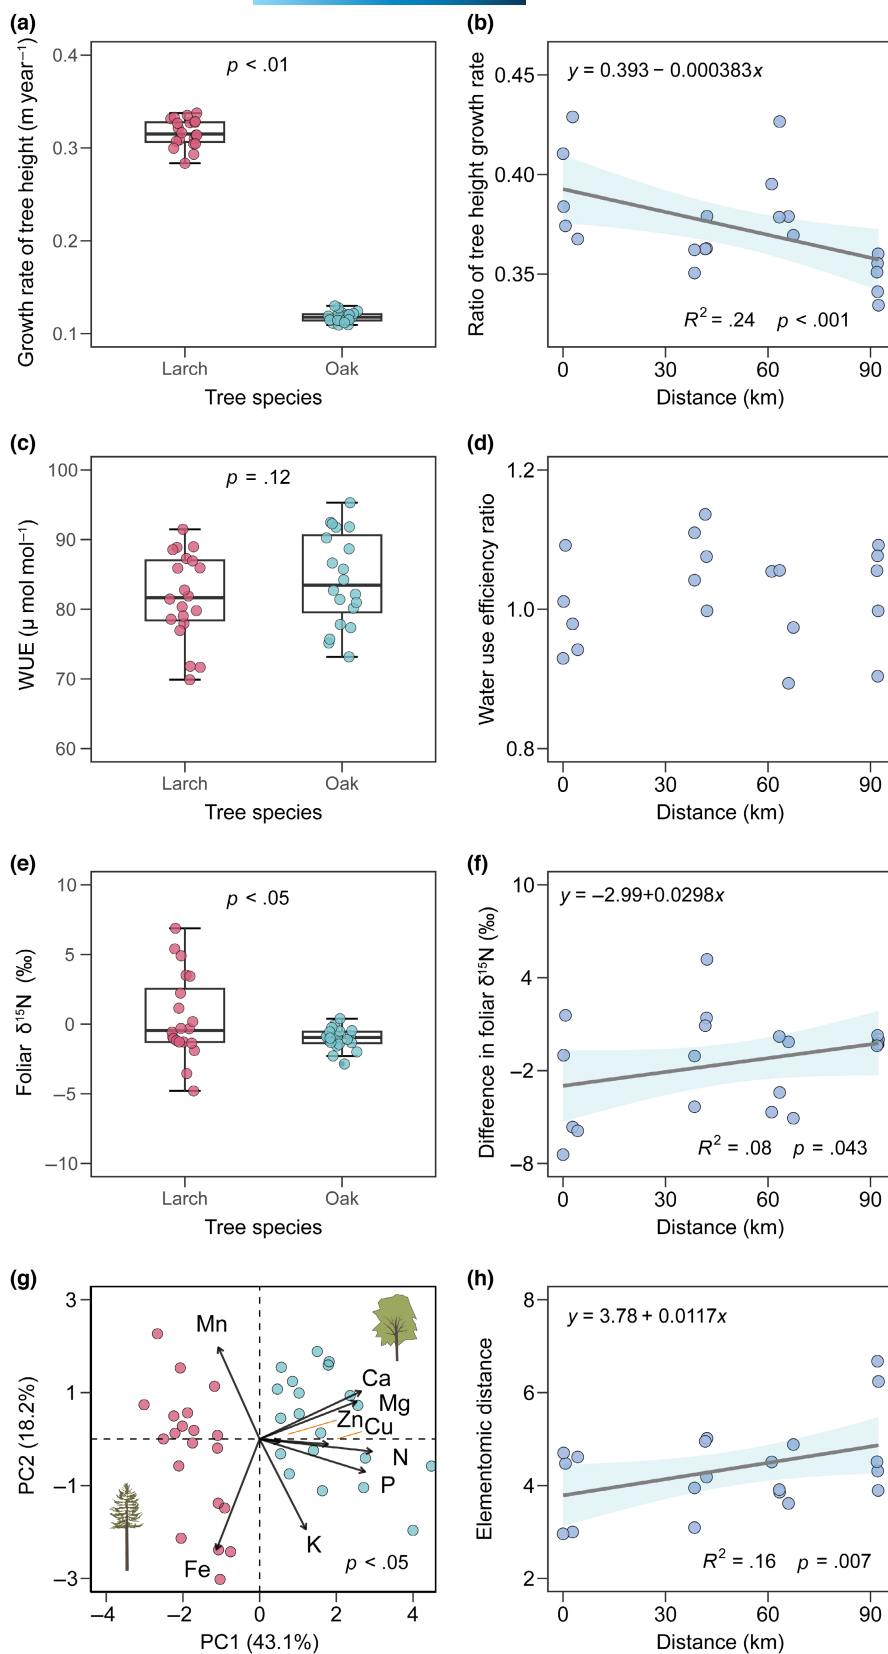 (a)
Growth rate of tree height (m year⁻¹)
0.4
0.3
0.2
0.1
p < .01
Larch
Oak
Tree species
(b)
Ratio of tree height growth rate
0.45
0.40
0.35
y = 0.393 − 0.000383x
R² = .24 p < .001
0 30 60 90
Distance (km)
(c)
WUE (μ mol mol⁻¹)
100
90
80
70
60
p = .12
Larch
Oak
Tree species
(d)
Water use efficiency ratio
1.2
1.0
0.8
0 30 60 90
Distance (km)
(e)
Foliar δ¹⁵N (‰)
10
5
0
−5
−10
p < .05
Larch
Oak
Tree species
(f)
Difference in foliar δ¹⁵N (‰)
10
4
−2
−8
y = −2.99+0.0298x
R² = .08 p = .043
0 30 60 90
Distance (km)
(g)
PC2 (18.2%)
3
1
−1
−3
Mn
Ca
Mg
Zn
Cu
N
P
K
Fe
p < .05
−4 −2 0 2 4
PC1 (43.1%)
(h)
Elementomic distance
8
6
4
2
y = 3.78 + 0.0117x
R² = .16 p = .007
0 30 60 90
Distance (km)